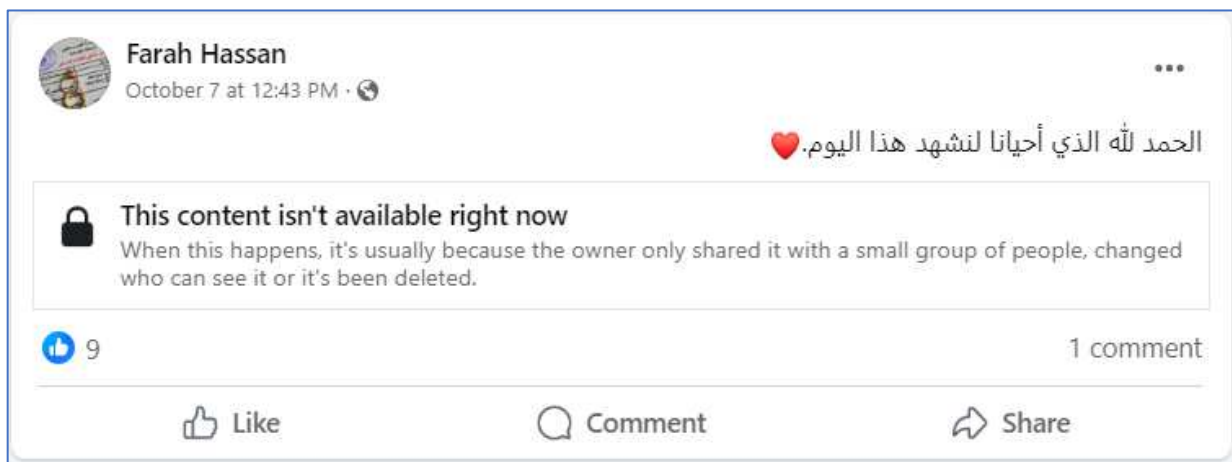 Farah Hassan
October 7 at 12:43 PM ·
الحمد لله الذي أحيانا لنشهد هذا اليوم.❤️
This content isn't available right now
When this happens, it's usually because the owner only shared it with a small group of people, changed
who can see it or it's been deleted.
9
1 comment
Like
Comment
Share